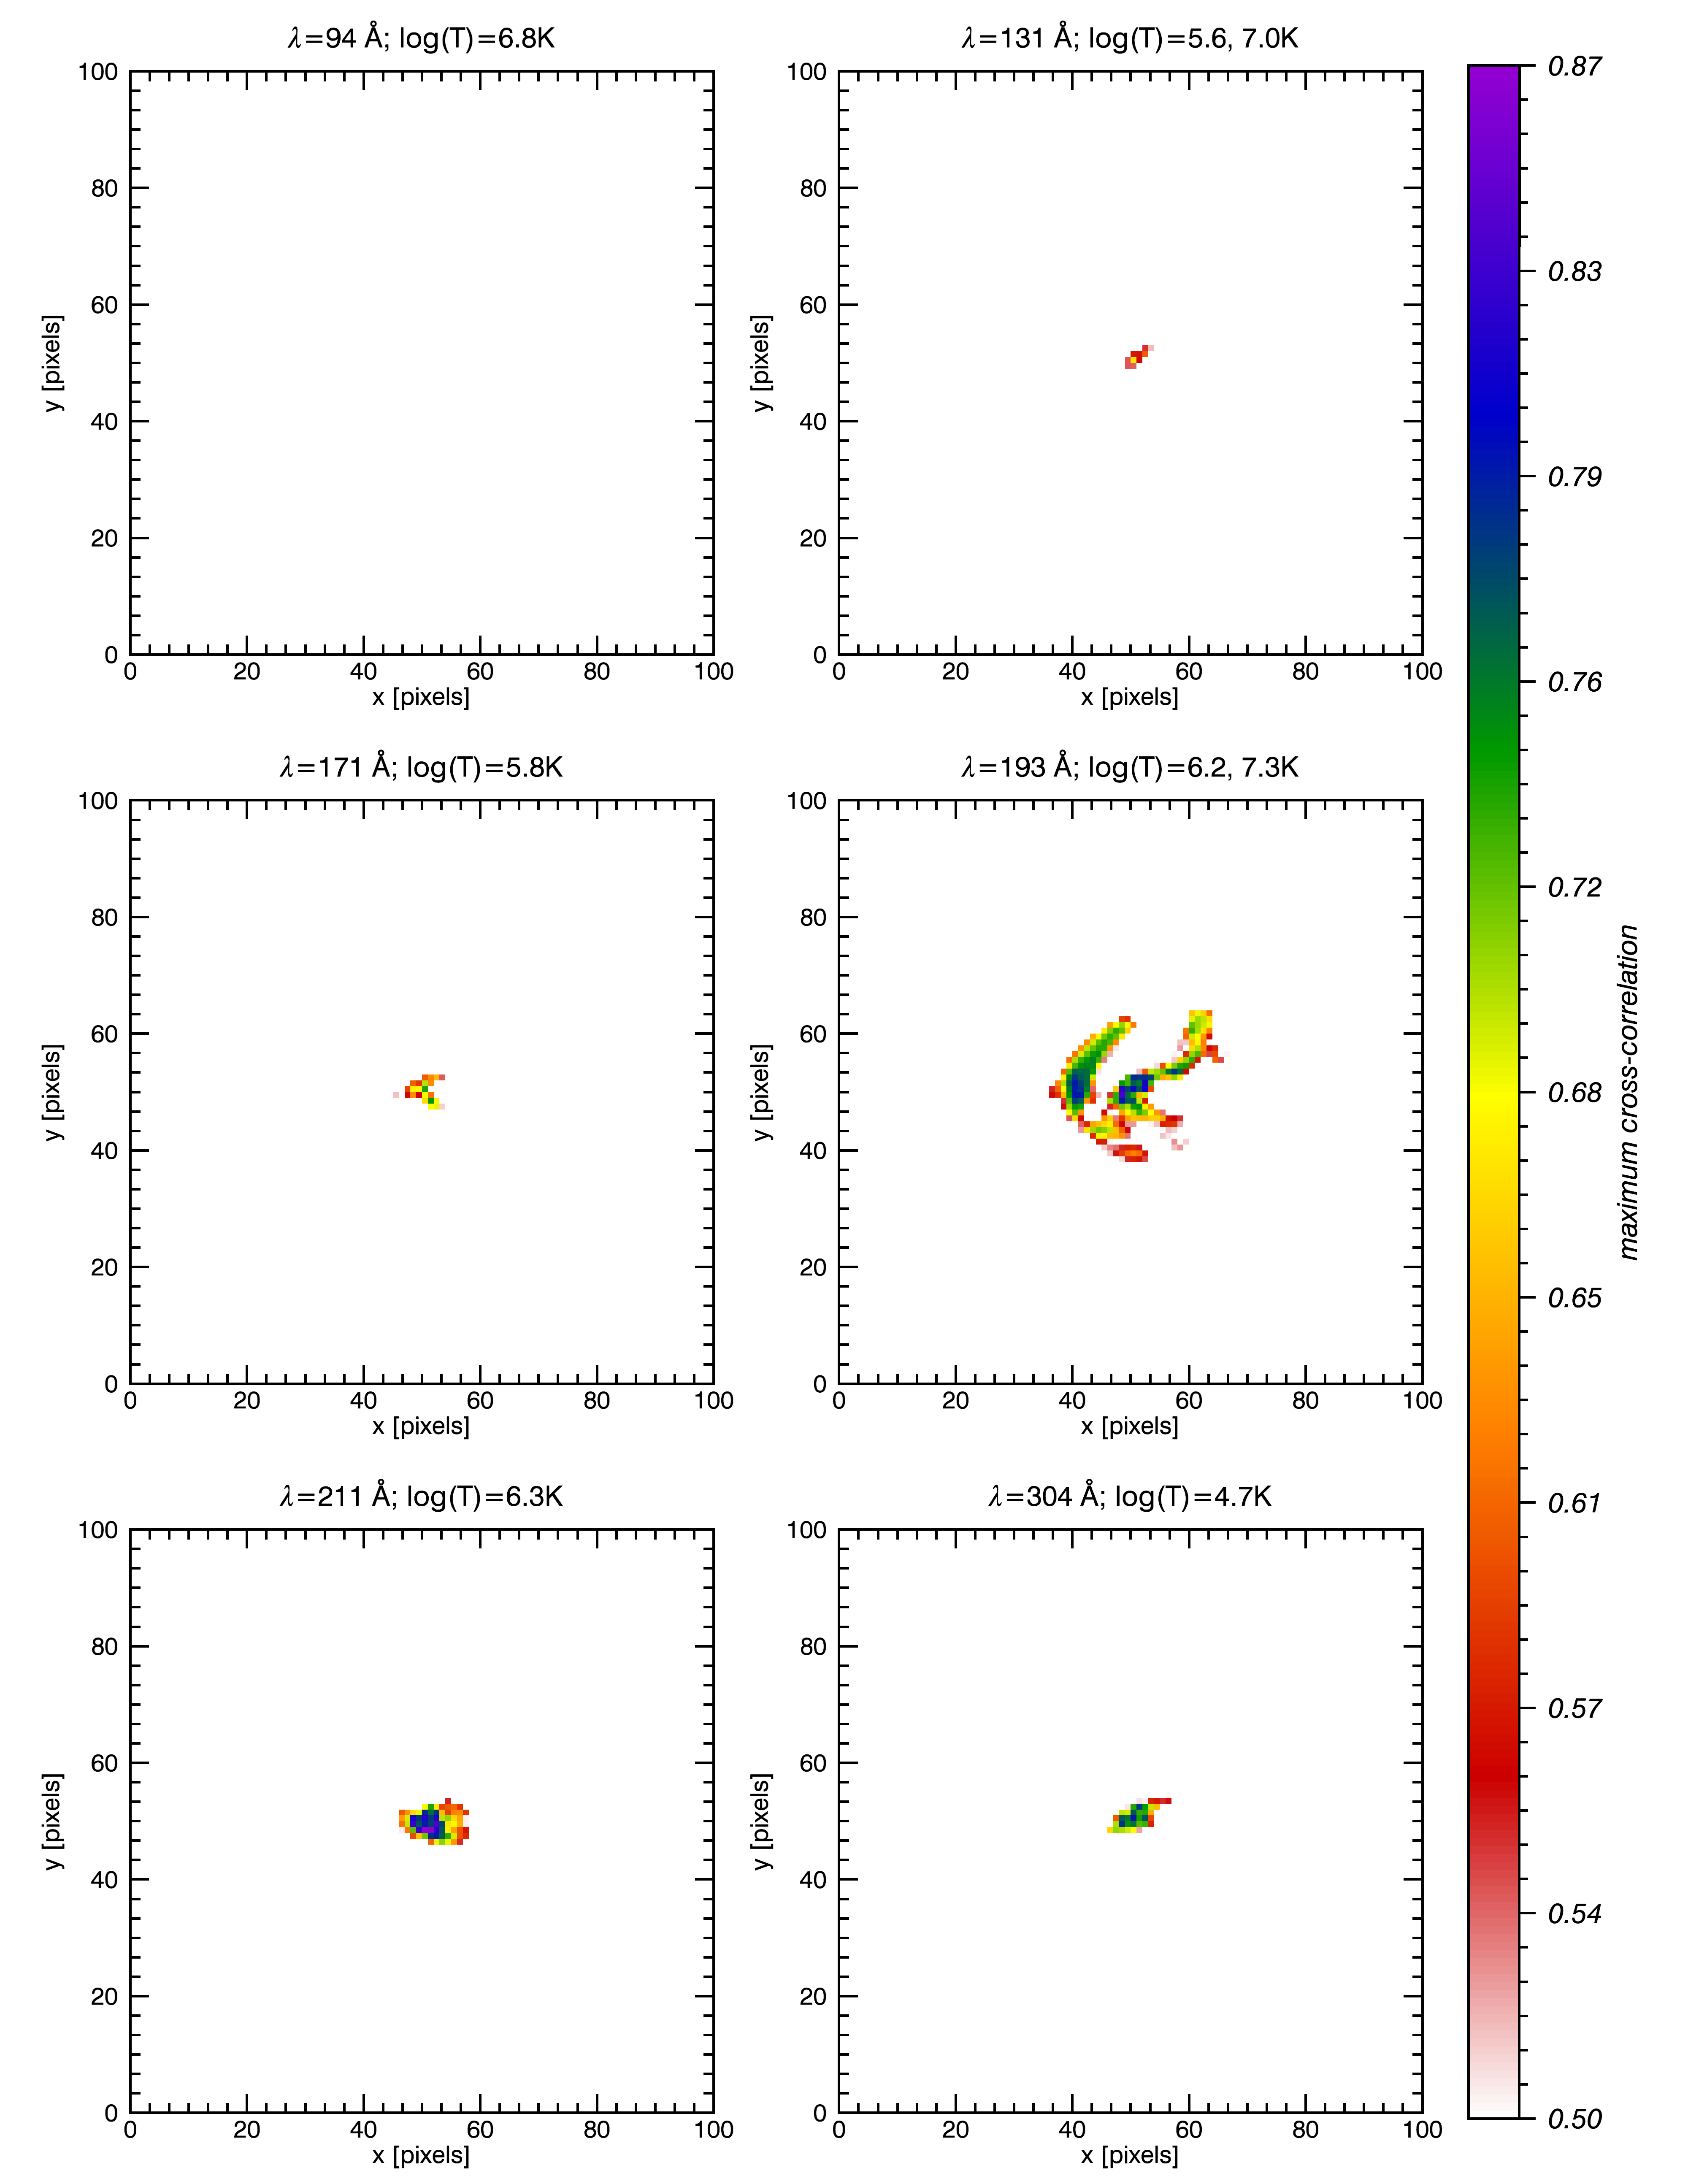 λ=94 Å; log(T)=6.8K
100
80
60
40
20
0
y [pixels]
0 20 40 60 80 100
x [pixels]
λ=131 Å; log(T)=5.6, 7.0K
100
80
60
40
20
0
y [pixels]
0 20 40 60 80 100
x [pixels]
λ=171 Å; log(T)=5.8K
100
80
60
40
20
0
y [pixels]
0 20 40 60 80 100
x [pixels]
λ=193 Å; log(T)=6.2, 7.3K
100
80
60
40
20
0
y [pixels]
0 20 40 60 80 100
x [pixels]
λ=211 Å; log(T)=6.3K
100
80
60
40
20
0
y [pixels]
0 20 40 60 80 100
x [pixels]
λ=304 Å; log(T)=4.7K
100
80
60
40
20
0
y [pixels]
0 20 40 60 80 100
x [pixels]
0.87
0.83
0.79
0.76
0.72
0.68
0.65
0.61
0.57
0.54
0.50
maximum cross-correlation